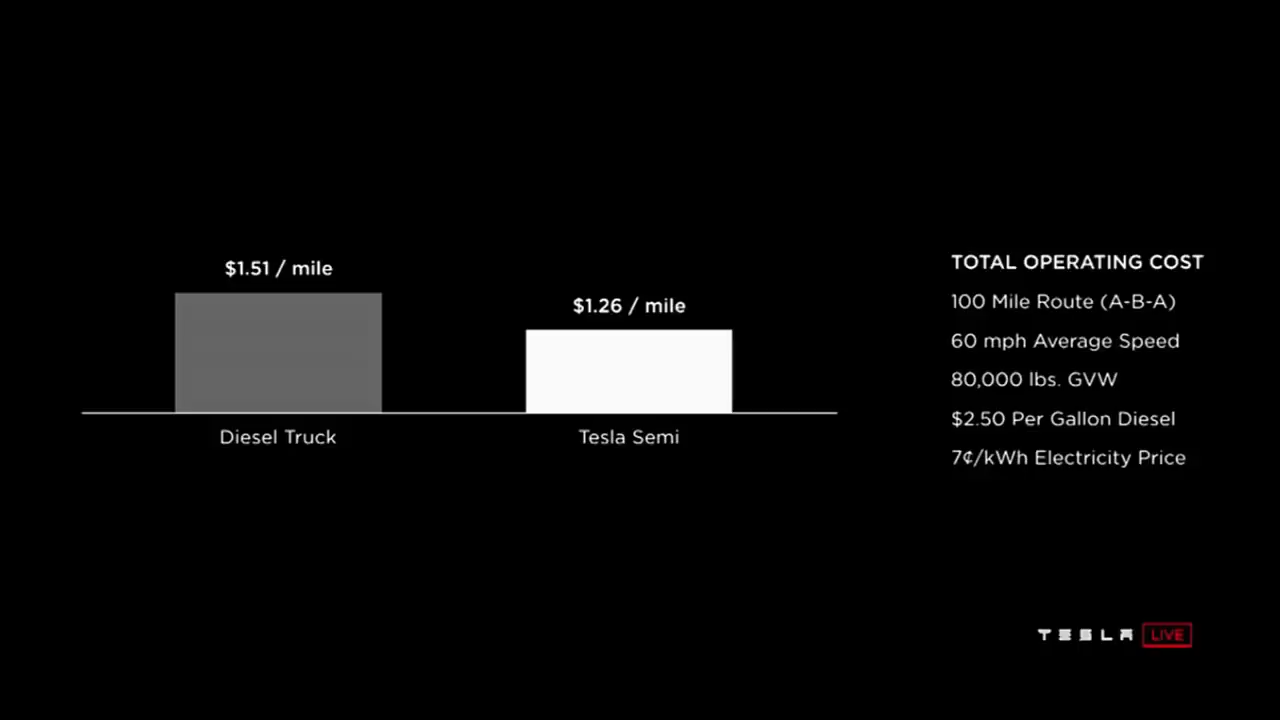 $1.51 / mile
$1.26 / mile
Diesel Truck
Tesla Semi
TOTAL OPERATING COST
100 Mile Route (A-B-A)
60 mph Average Speed
80,000 lbs. GVW
$2.50 Per Gallon Diesel
7¢/kWh Electricity Price
TESLA LIVE